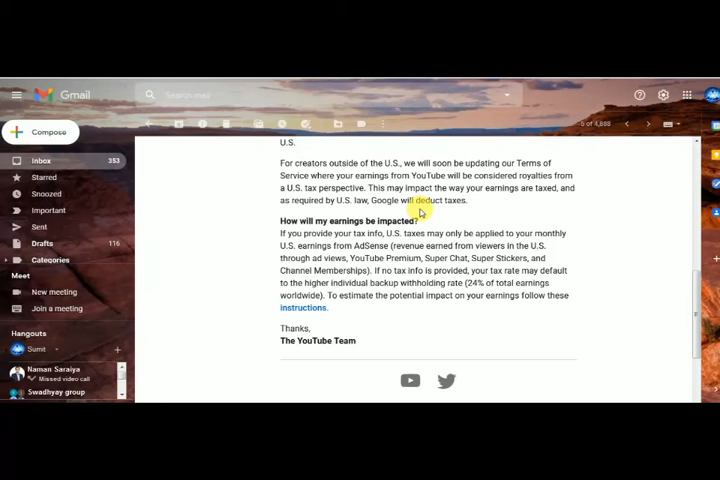 Gmail
Search mail
5 of 4,888
Compose
Inbox 353
Starred
Snoozed
Important
Sent
Drafts 116
Categories
Meet
New meeting
Join a meeting
Hangouts
Sumit
Naman Saraiya
Missed video call
Swadhyay group
U.S.
For creators outside of the U.S., we will soon be updating our Terms of
Service where your earnings from YouTube will be considered royalties from
a U.S. tax perspective. This may impact the way your earnings are taxed, and
as required by U.S. law, Google will deduct taxes.
How will my earnings be impacted?
If you provide your tax info, U.S. taxes may only be applied to your monthly
U.S. earnings from AdSense (revenue earned from viewers in the U.S.
through ad views, YouTube Premium, Super Chat, Super Stickers, and
Channel Memberships). If no tax info is provided, your tax rate may default
to the higher individual backup withholding rate (24% of total earnings
worldwide). To estimate the potential impact on your earnings follow these
instructions.
Thanks,
The YouTube Team